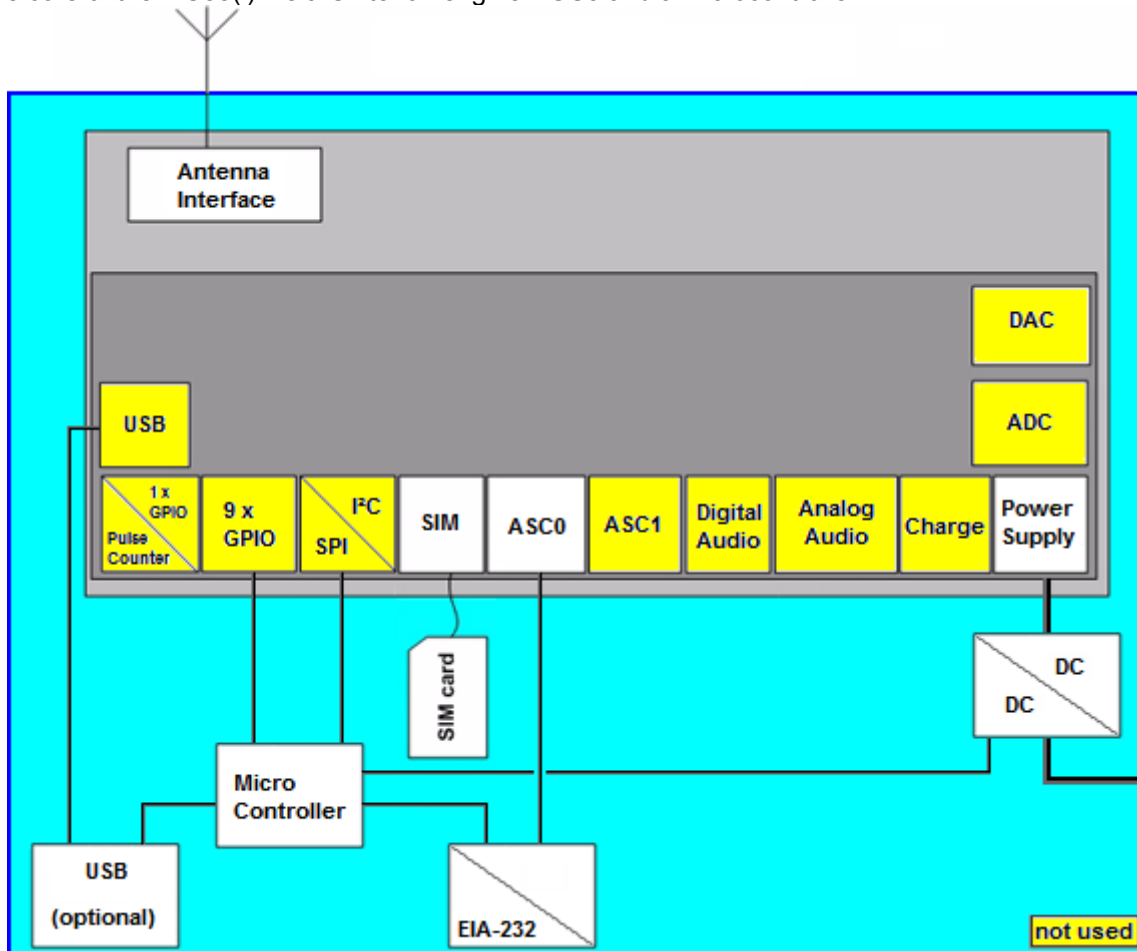 Antenna
Interface
DAC
USB
ADC
1 x
GPIO
Pulse
Counter
9 x
GPIO
I²C
SPI
SIM
ASC0
ASC1
Digital
Audio
Analog
Audio
Charge
Power
Supply
SIM card
DC
DC
Micro
Controller
USB
(optional)
EIA-232
not used